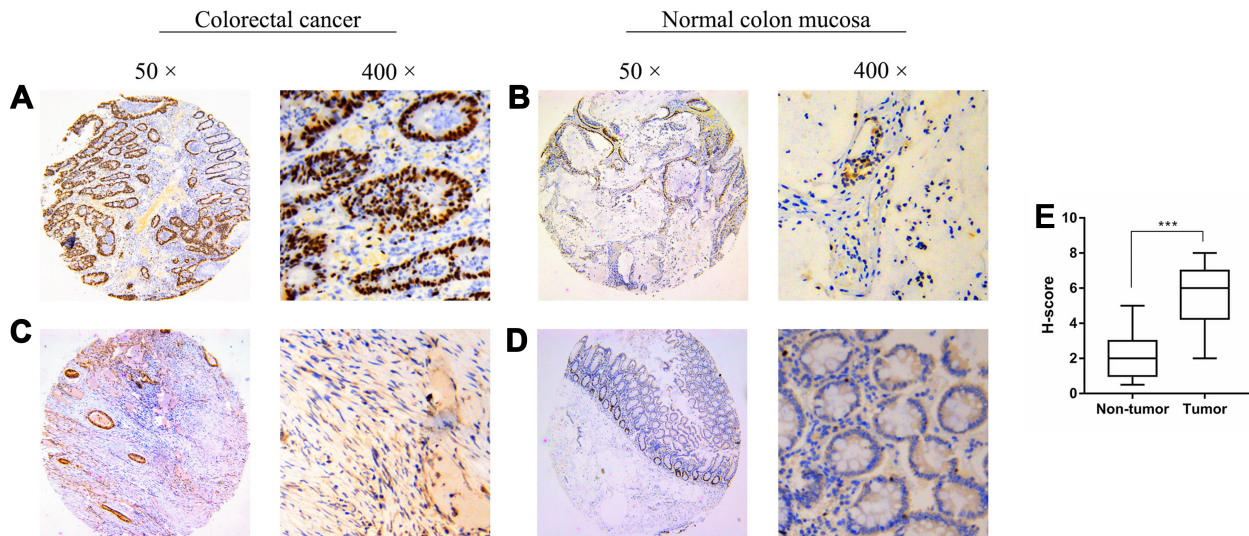 Colorectal cancer
Normal colon mucosa
50 ×
400 ×
50 ×
400 ×
A
B
C
D
E
H-score
10
8
6
4
2
0
***
Non-tumor
Tumor